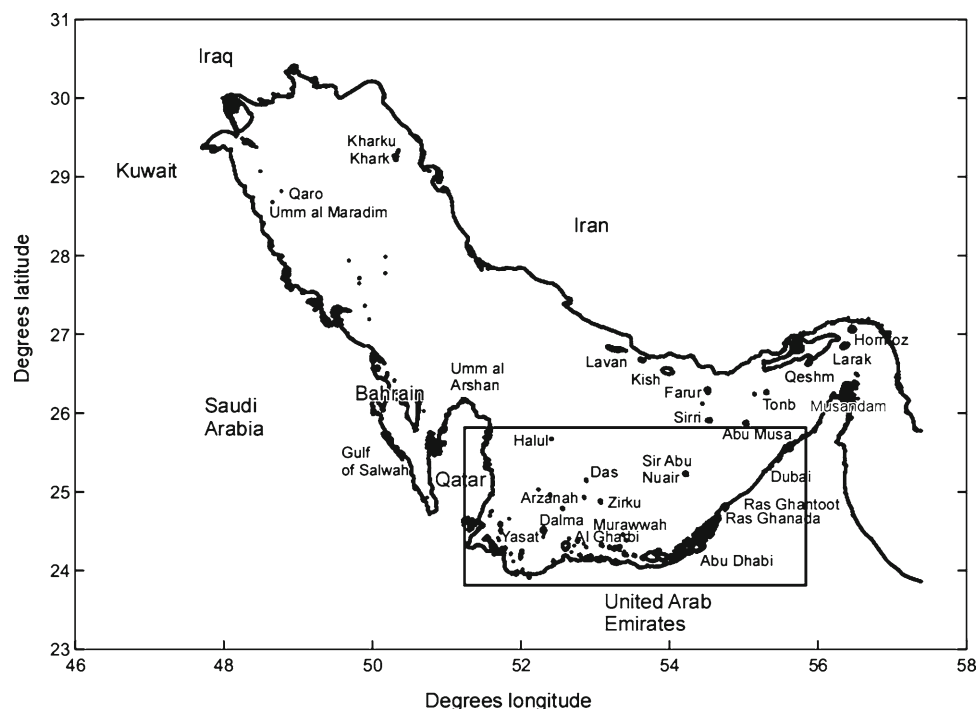 31
30
29
28
27
26
25
24
23
Degrees latitude
Iraq
Kuwait
Kharku
Khark
Qaro
Umm al Maradim
Iran
Saudi
Arabia
Bahrain
Umm al
Arshan
Gulf
of Salwah
Qatar
Lavan
Kish
Farur
Sirri
Qeshm
Hormoz
Larak
Tonb
Musandam
Abu Musa
Halul
Das
Sir Abu
Nuair
Dubai
Arzanah
Zirku
Ras Ghantoot
Ras Ghanada
Dalma
Murawwah
Yasat
Al Gharbi
Abu Dhabi
United Arab
Emirates
46
48
50
52
54
56
58
Degrees longitude